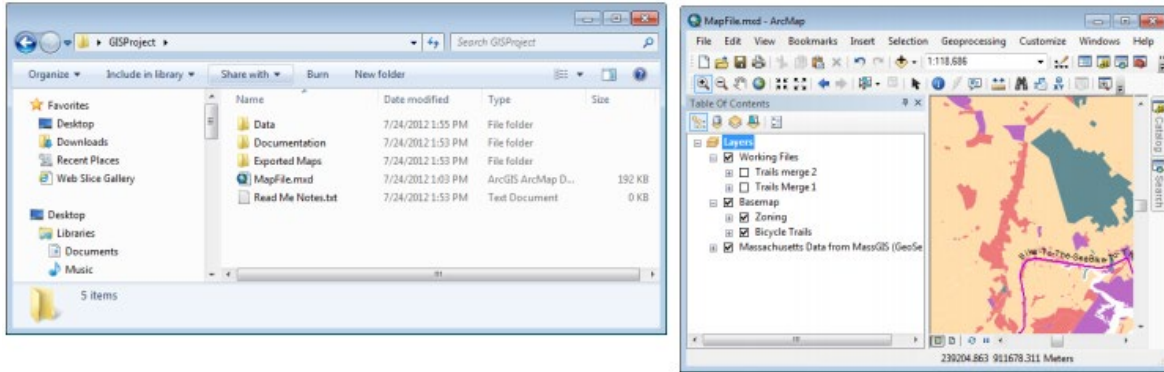 GISProject
Search GISProject
Organize Include in library Share with Burn New folder
Favorites
Desktop
Downloads
Recent Places
Web Slice Gallery
Desktop
Libraries
Documents
Music
Name Date modified Type Size
Data 7/24/2012 1:55 PM File folder
Documentation 7/24/2012 1:53 PM File folder
Exported Maps 7/24/2012 1:53 PM File folder
MapFile.mxd 7/24/2012 1:03 PM ArcGIS ArcMap D... 192 KB
Read Me Notes.txt 7/24/2012 1:53 PM Text Document 0 KB
5 items
MapFile.mxd - ArcMap
File Edit View Bookmarks Insert Selection Geoprocessing Customize Windows Help
1:118,686
Table Of Contents
Layers
Working Files
Trails merge 2
Trails Merge 1
Basemap
Zoning
Bicycle Trails
Massachusetts Data from MassGIS (GeoSe
Catalog
Search
239204.863 911678.311 Meters